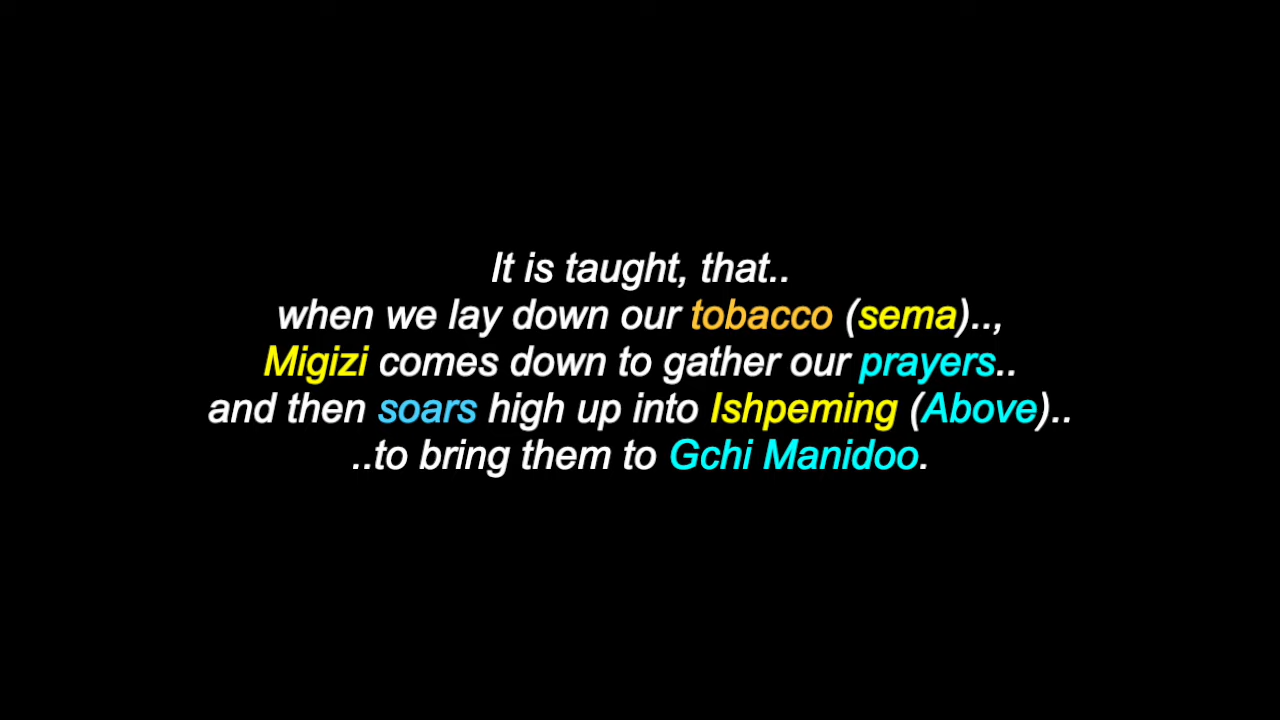 It is taught, that..
when we lay down our tobacco (sema)..,
Migizi comes down to gather our prayers..
and then soars high up into Ishpeming (Above)..
..to bring them to Gchi Manidoo.